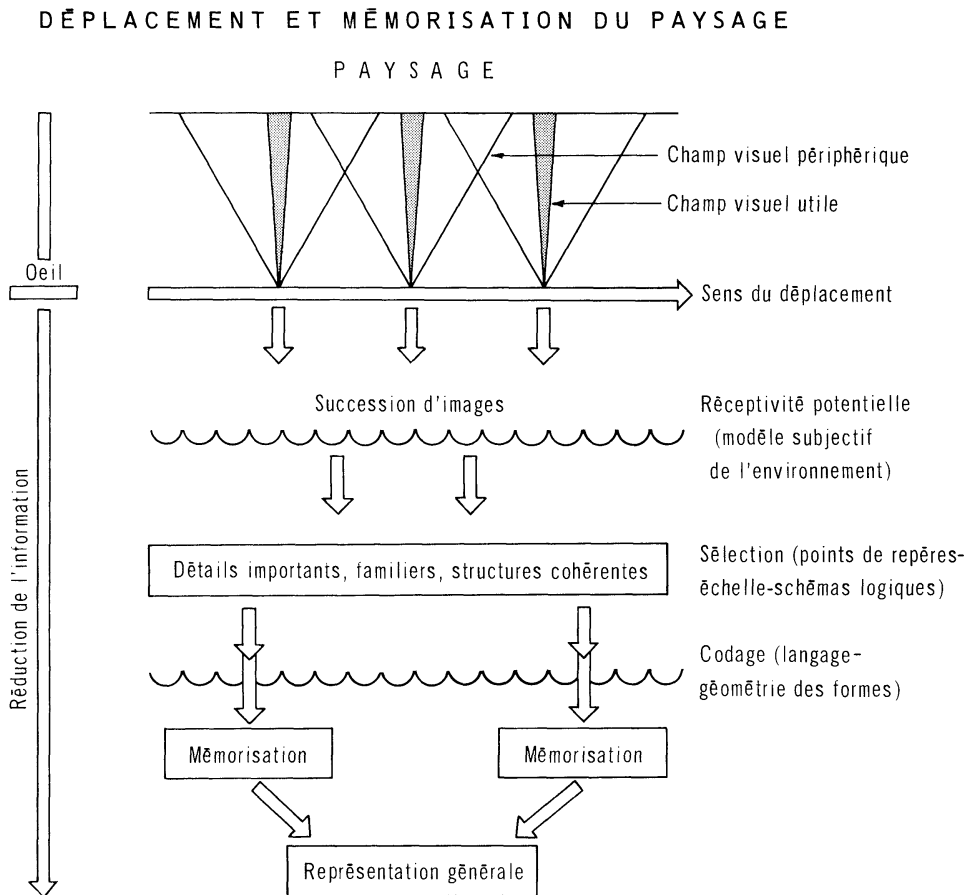 DÉPLACEMENT ET MÉMORISATION DU PAYSAGE
PAYSAGE
Champ visuel périphérique
Champ visuel utile
Oeil
Sens du déplacement
Succession d'images
Réceptivité potentielle
(modèle subjectif
de l'environnement)
Réduction de l'information
Détails importants, familiers, structures cohérentes
Sélection (points de repéres-
échelle-schémas logiques)
Codage (langage-
géométrie des formes)
Mémorisation
Mémorisation
Représentation générale